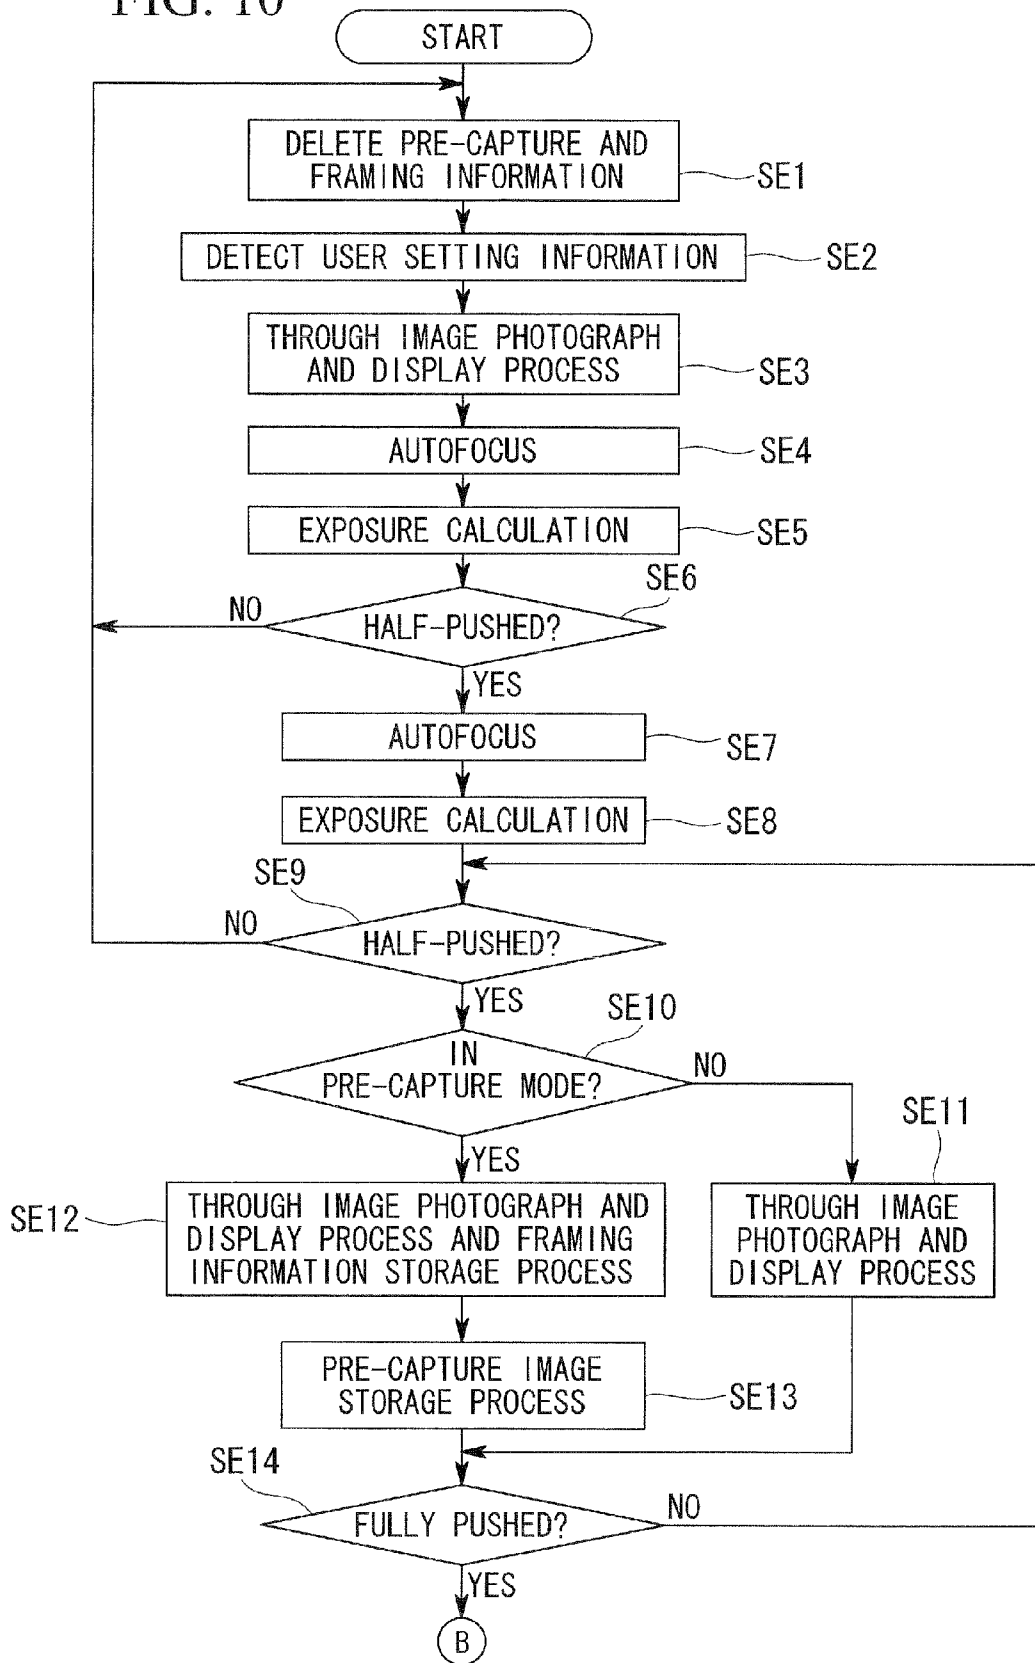 FIG. 10
START
DELETE PRE-CAPTURE AND
FRAMING INFORMATION
SE1
DETECT USER SETTING INFORMATION
SE2
THROUGH IMAGE PHOTOGRAPH
AND DISPLAY PROCESS
SE3
AUTOFOCUS
SE4
EXPOSURE CALCULATION
SE5
SE6
NO
HALF-PUSHED?
YES
AUTOFOCUS
SE7
EXPOSURE CALCULATION
SE8
SE9
NO
HALF-PUSHED?
YES
SE10
IN
PRE-CAPTURE MODE?
NO
SE11
YES
SE12
THROUGH IMAGE PHOTOGRAPH AND
DISPLAY PROCESS AND FRAMING
INFORMATION STORAGE PROCESS
THROUGH IMAGE
PHOTOGRAPH AND
DISPLAY PROCESS
PRE-CAPTURE IMAGE
STORAGE PROCESS
SE13
SE14
FULLY PUSHED?
NO
YES
B